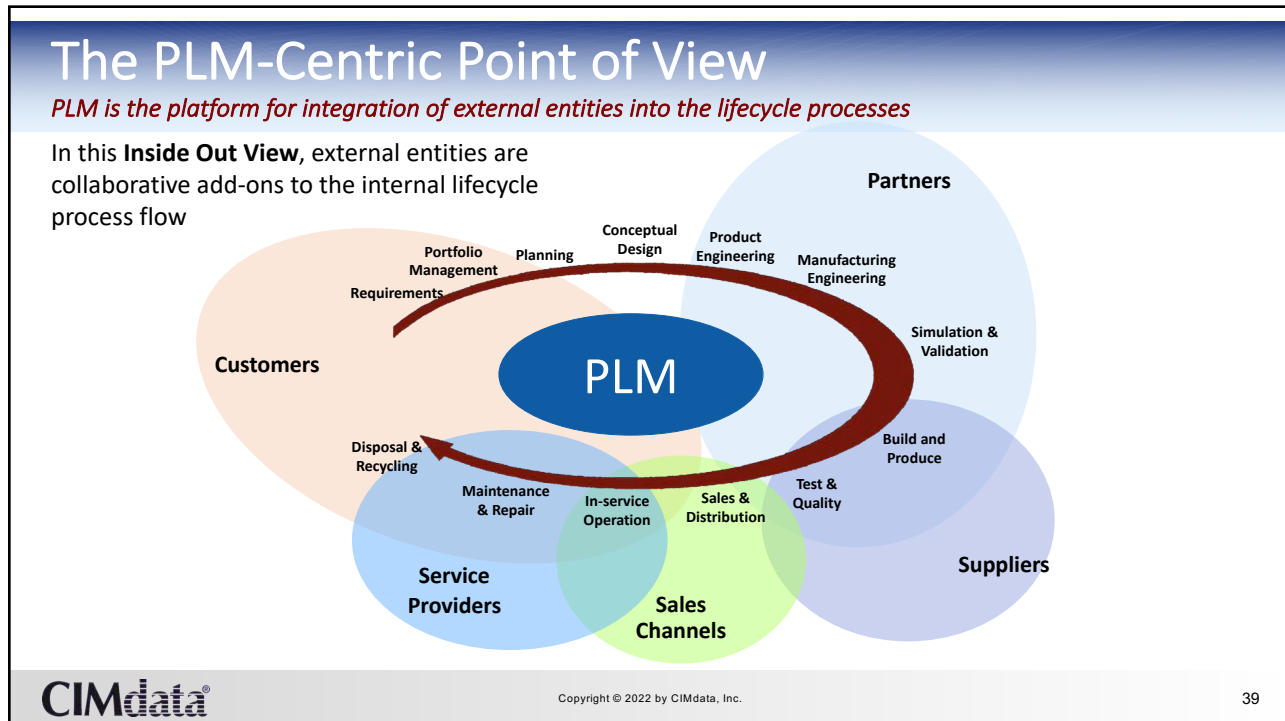 The PLM-Centric Point of View
PLM is the platform for integration of external entities into the lifecycle processes
In this Inside Out View, external entities are
collaborative add-ons to the internal lifecycle
process flow
Partners
Conceptual
Design
Product
Engineering
Portfolio
Management
Planning
Manufacturing
Engineering
Requirements
Simulation &
Validation
Customers
PLM
Disposal &
Recycling
Build and
Produce
Maintenance
& Repair
In-service
Operation
Sales &
Distribution
Test &
Quality
Service
Providers
Sales
Channels
Suppliers
CIMdata®
Copyright © 2022 by CIMdata, Inc.
39